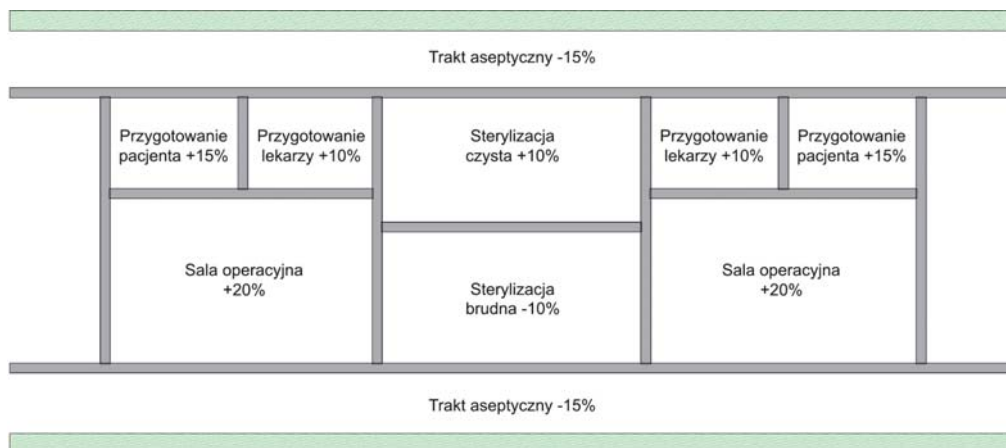 Trakt aseptyczny -15%
Przygotowanie
pacjenta +15%
Przygotowanie
lekarzy +10%
Sterylizacja
czysta +10%
Przygotowanie
lekarzy +10%
Przygotowanie
pacjenta +15%
Sala operacyjna
+20%
Sterylizacja
brudna -10%
Sala operacyjna
+20%
Trakt aseptyczny -15%